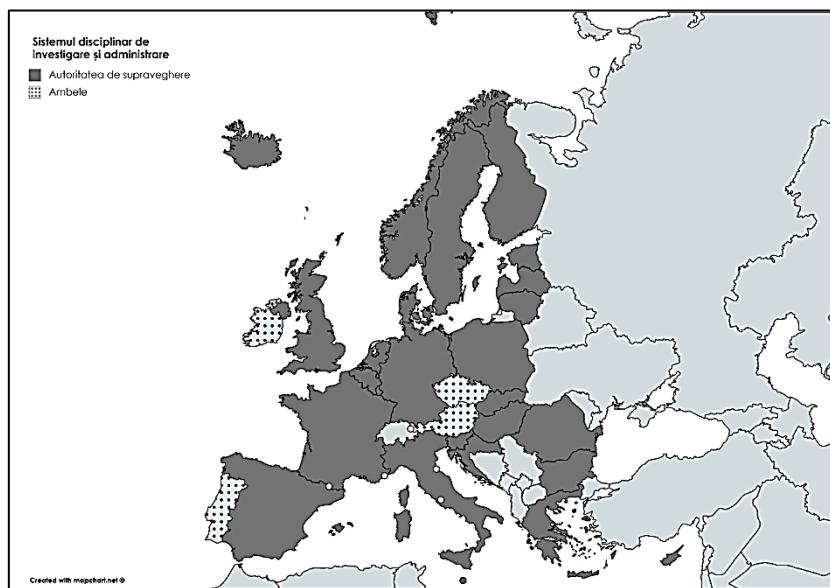 Sistemul disciplinar de
investigare și administrare
Autoritatea de supraveghere
Ambele
Created with mapchart.net ©